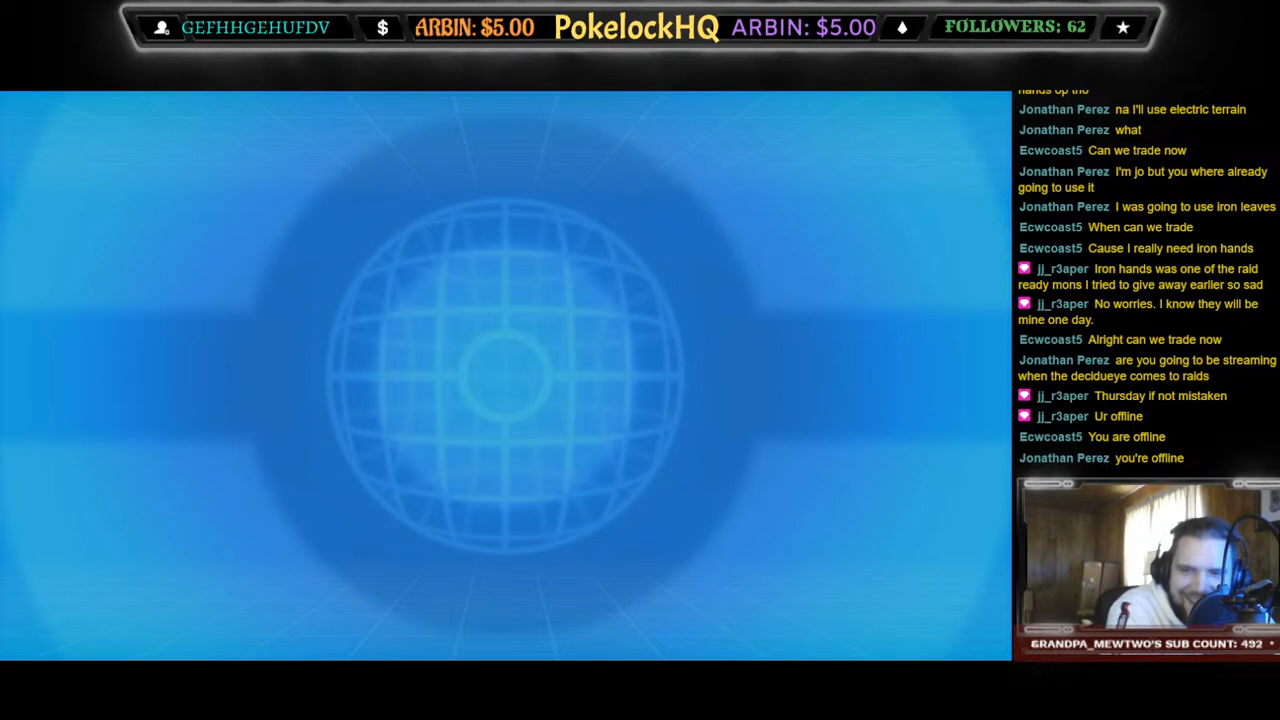 GEFHHGEHUFDV $ ARBIN: $5.00 PokelockHQ ARBIN: $5.00 FOLLOWERS: 62
hands up tho
Jonathan Perez na I'll use electric terrain
Jonathan Perez what
Ecwcoast5 Can we trade now
Jonathan Perez I'm jo but you where already
going to use it
Jonathan Perez I was going to use iron leaves
Ecwcoast5 When can we trade
Ecwcoast5 Cause I really need iron hands
jj_r3aper Iron hands was one of the raid
ready mons I tried to give away earlier so sad
jj_r3aper No worries. I know they will be
mine one day.
Ecwcoast5 Alright can we trade now
Jonathan Perez are you going to be streaming
when the decidueye comes to raids
jj_r3aper Thursday if not mistaken
jj_r3aper Ur offline
Ecwcoast5 You are offline
Jonathan Perez you're offline
GRANDPA_MEWTWO'S SUB COUNT: 492 *